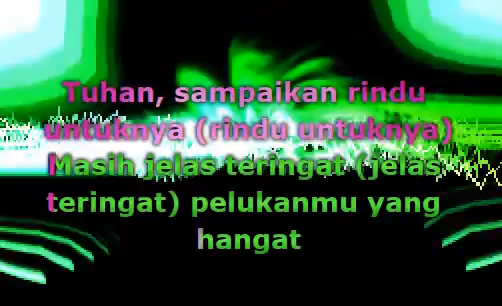 Tuhan, sampaikan rindu
untuknya (rindu untuknya)
Masih jelas teringat (jelas
teringat) pelukanmu yang
hangat